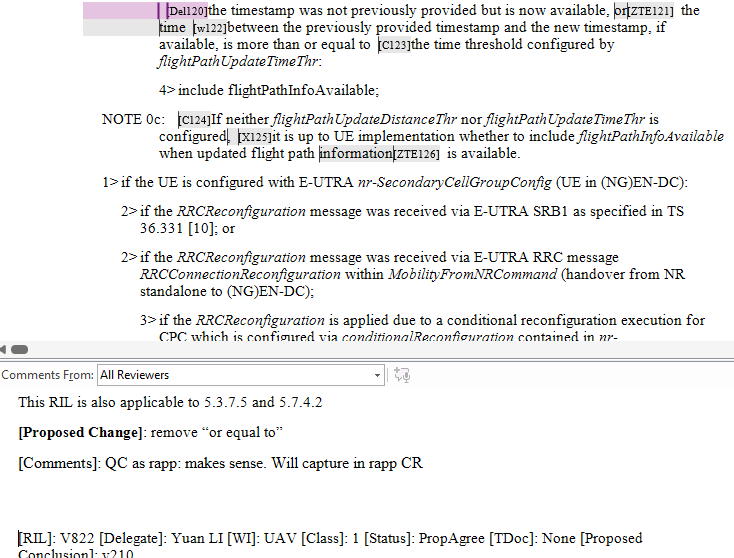 [Del120]the timestamp was not previously provided but is now available, or[ZTE121] the
time [w122]between the previously provided timestamp and the new timestamp, if
available, is more than or equal to [C123]the time threshold configured by
flightPathUpdateTimeThr:
4> include flightPathInfoAvailable;
NOTE 0c: [C124]If neither flightPathUpdateDistanceThr nor flightPathUpdateTimeThr is
configured, [X125]it is up to UE implementation whether to include flightPathInfoAvailable
when updated flight path information[ZTE126] is available.
1> if the UE is configured with E-UTRA nr-SecondaryCellGroupConfig (UE in (NG)EN-DC):
2> if the RRCReconfiguration message was received via E-UTRA SRB1 as specified in TS
36.331 [10]; or
2> if the RRCReconfiguration message was received via E-UTRA RRC message
RRCConnectionReconfiguration within MobilityFromNRCommand (handover from NR
standalone to (NG)EN-DC);
3> if the RRCReconfiguration is applied due to a conditional reconfiguration execution for
CPC which is configured via conditionalReconfiguration contained in nr-
Comments From: All Reviewers
This RIL is also applicable to 5.3.7.5 and 5.7.4.2
[Proposed Change]: remove “or equal to”
[Comments]: QC as rapp: makes sense. Will capture in rapp CR
[RIL]: V822 [Delegate]: Yuan LI [WI]: UAV [Class]: 1 [Status]: PropAgree [TDoc]: None [Proposed
Conclusion]: v210